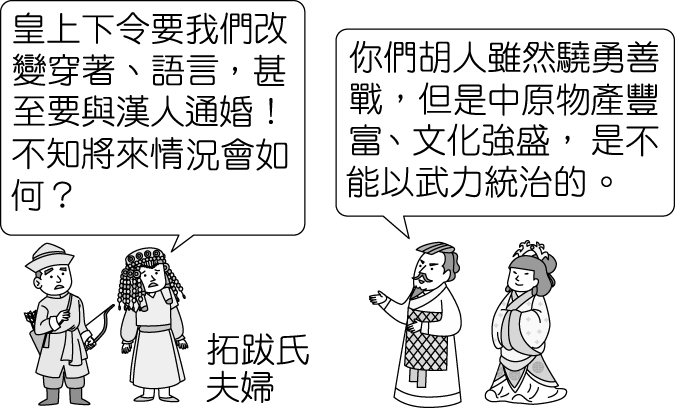 皇上下令要我們改
變穿著、語言，甚
至要與漢人通婚！
不知將來情況會如
何？
你們胡人雖然驍勇善
戰，但是中原物產豐
富、文化強盛，是不
能以武力統治的。
拓跋氏
夫婦